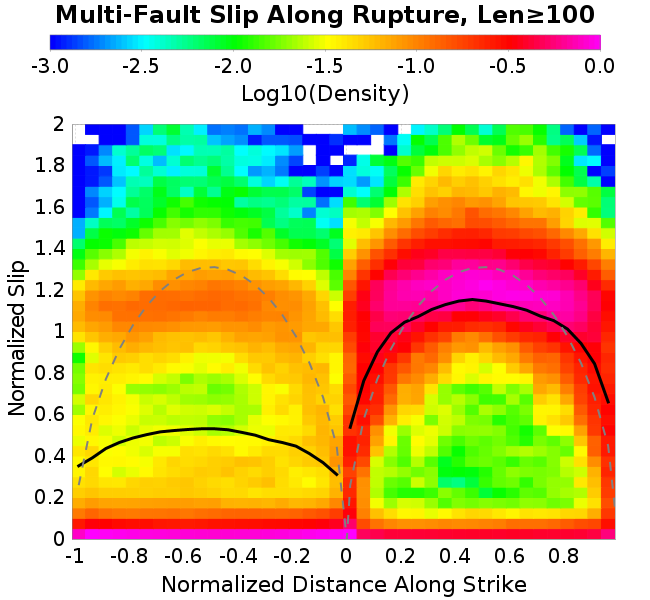 Multi-Fault Slip Along Rupture, Len≥100
-3.0 -2.5 -2.0 -1.5 -1.0 -0.5 0.0
Log10(Density)
2
1.8
1.6
1.4
1.2
1
0.8
0.6
0.4
0.2
0
Normalized Slip
-1 -0.8 -0.6 -0.4 -0.2 0 0.2 0.4 0.6 0.8
Normalized Distance Along Strike